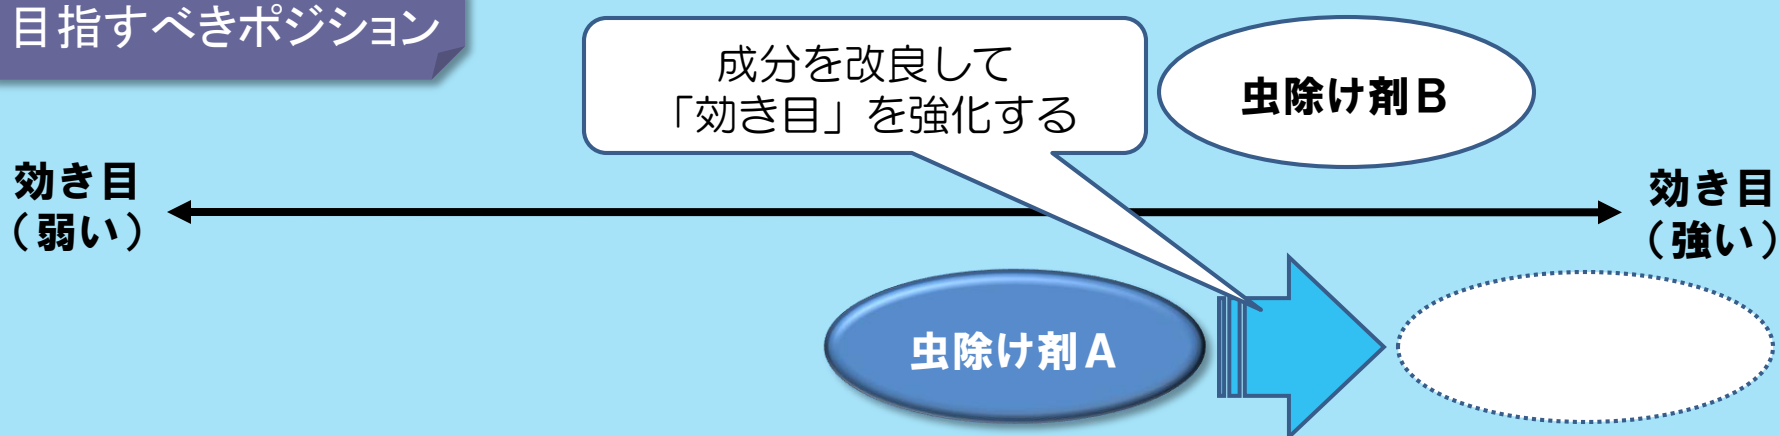 目指すべきポジション
成分を改良して
「効き目」を強化する
虫除け剤B
効き目
（弱い）
効き目
（強い）
虫除け剤A